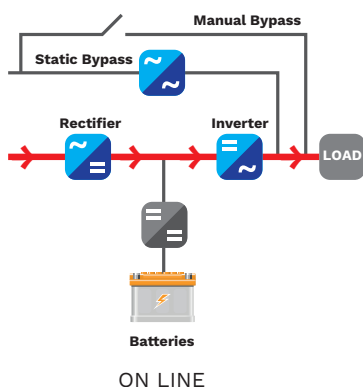 Manual Bypass
Static Bypass
Rectifier
Inverter
LOAD
Batteries
ON LINE